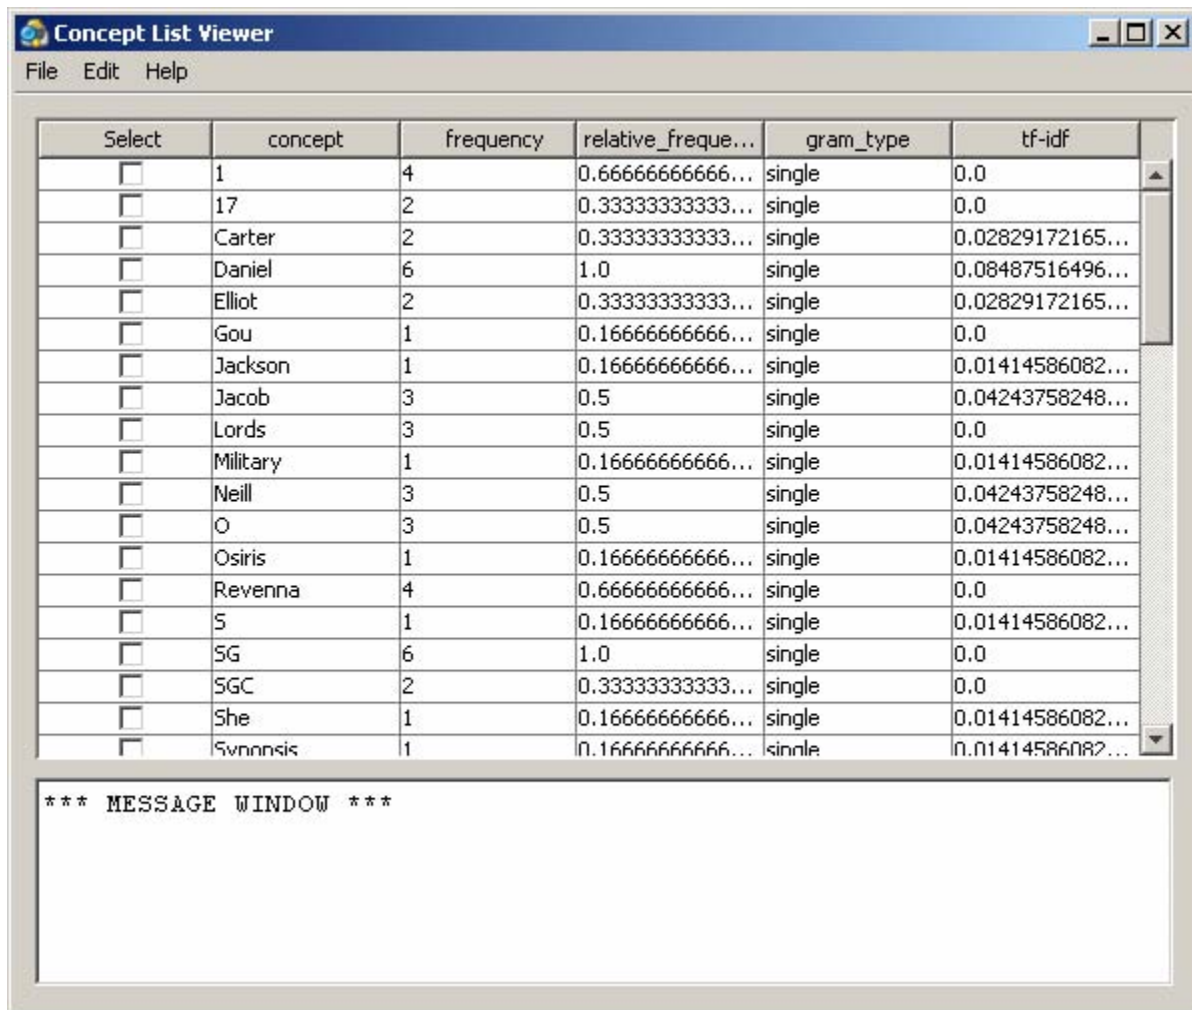 Concept List Viewer
File Edit Help
Select concept frequency relative_freque... gram_type tf-idf
1 4 0.66666666666... single 0.0
17 2 0.33333333333... single 0.0
Carter 2 0.33333333333... single 0.02829172165...
Daniel 6 1.0 single 0.08487516496...
Elliot 2 0.33333333333... single 0.02829172165...
Gou 1 0.16666666666... single 0.0
Jackson 1 0.16666666666... single 0.01414586082...
Jacob 3 0.5 single 0.04243758248...
Lords 3 0.5 single 0.0
Military 1 0.16666666666... single 0.01414586082...
Neill 3 0.5 single 0.04243758248...
O 3 0.5 single 0.04243758248...
Osiris 1 0.16666666666... single 0.01414586082...
Revenna 4 0.66666666666... single 0.0
S 1 0.16666666666... single 0.01414586082...
SG 6 1.0 single 0.0
SGC 2 0.33333333333... single 0.0
She 1 0.16666666666... single 0.01414586082...
Synopsis 1 0.16666666666... single 0.01414586082...
*** MESSAGE WINDOW ***